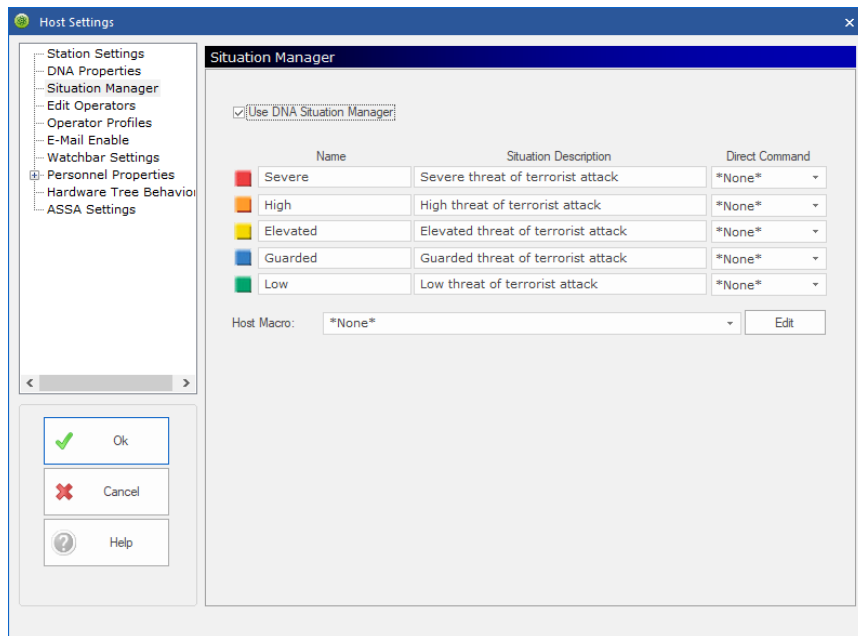 Host Settings
Station Settings
DNA Properties
Situation Manager
Edit Operators
Operator Profiles
E-Mail Enable
Watchbar Settings
Personnel Properties
Hardware Tree Behavior
ASSA Settings
Ok
Cancel
Help
Situation Manager
Use DNA Situation Manager
Name Situation Description Direct Command
Severe Severe threat of terrorist attack *None*
High High threat of terrorist attack *None*
Elevated Elevated threat of terrorist attack *None*
Guarded Guarded threat of terrorist attack *None*
Low Low threat of terrorist attack *None*
Host Macro: *None* Edit